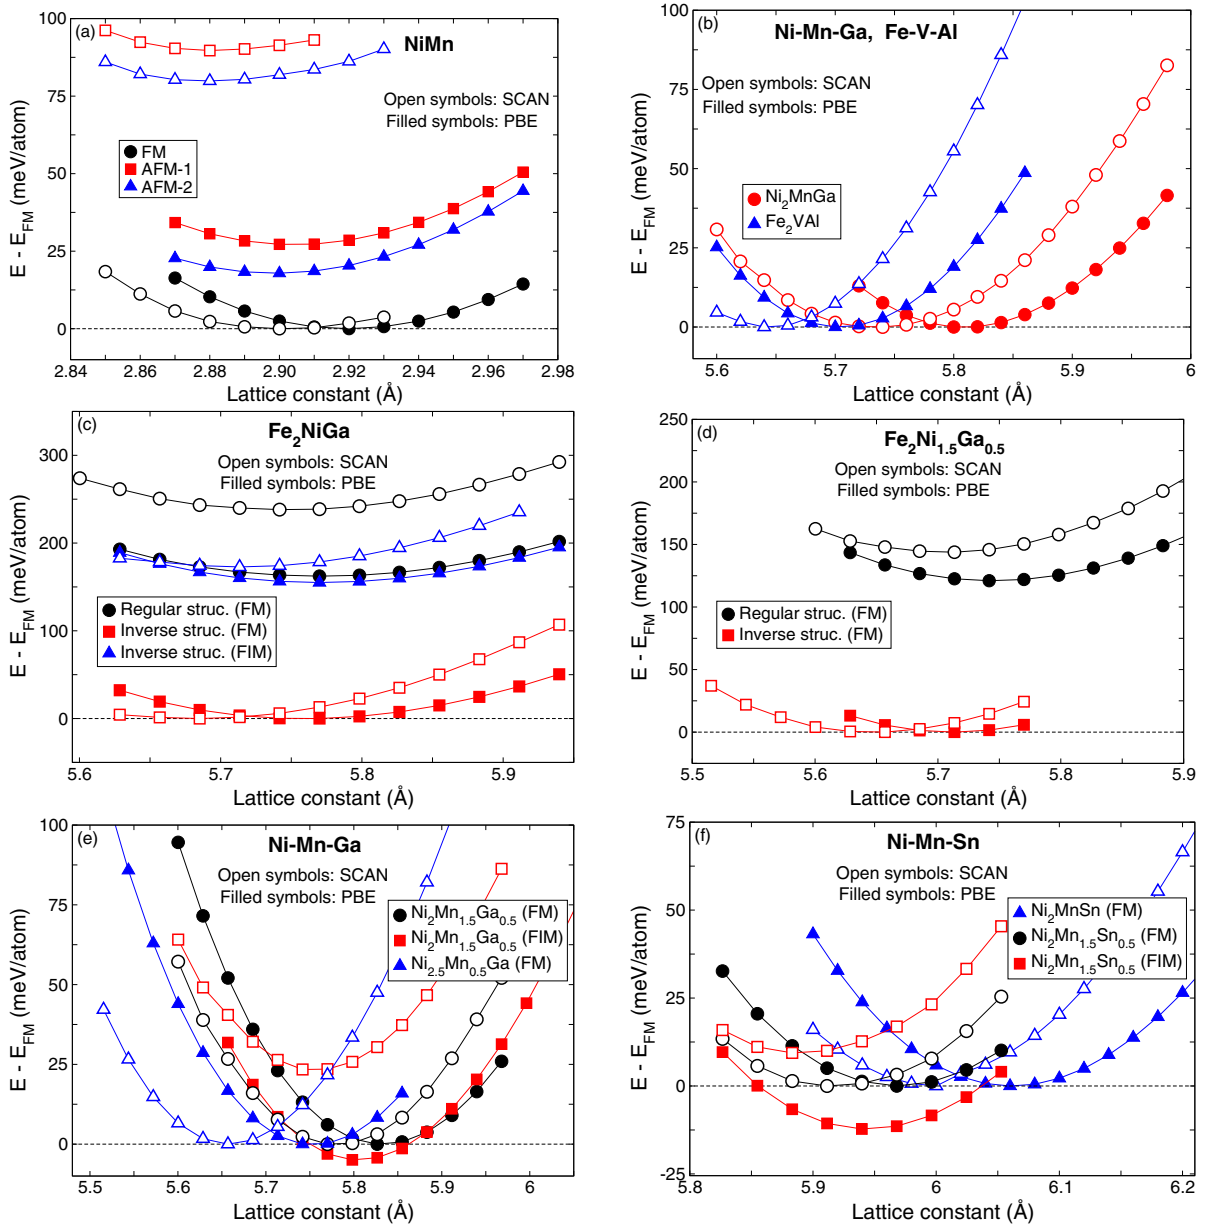 (a)
NiMn
Open symbols: SCAN
Filled symbols: PBE
FM
AFM-1
AFM-2
E - E_FM (meV/atom)
100
75
50
25
0
2.84 2.86 2.88 2.90 2.92 2.94 2.96 2.98
Lattice constant (Å)
(b)
Ni-Mn-Ga, Fe-V-Al
Open symbols: SCAN
Filled symbols: PBE
Ni₂MnGa
Fe₂VAl
E - E_FM (meV/atom)
100
75
50
25
0
5.6 5.7 5.8 5.9 6
Lattice constant (Å)
(c)
Fe₂NiGa
Open symbols: SCAN
Filled symbols: PBE
Regular struc. (FM)
Inverse struc. (FM)
Inverse struc. (FIM)
E - E_FM (meV/atom)
300
200
100
0
5.6 5.7 5.8 5.9
Lattice constant (Å)
(d)
Fe₂Ni₁.₅Ga₀.₅
Open symbols: SCAN
Filled symbols: PBE
Regular struc. (FM)
Inverse struc. (FM)
E - E_FM (meV/atom)
250
200
150
100
50
0
5.5 5.6 5.7 5.8 5.9
Lattice constant (Å)
(e)
Ni-Mn-Ga
Open symbols: SCAN
Filled symbols: PBE
Ni₂Mn₁.₅Ga₀.₅ (FM)
Ni₂Mn₁.₅Ga₀.₅ (FIM)
Ni₂.₅Mn₀.₅Ga (FM)
E - E_FM (meV/atom)
100
75
50
25
0
5.5 5.6 5.7 5.8 5.9 6
Lattice constant (Å)
(f)
Ni-Mn-Sn
Open symbols: SCAN
Filled symbols: PBE
Ni₂MnSn (FM)
Ni₂Mn₁.₅Sn₀.₅ (FM)
Ni₂Mn₁.₅Sn₀.₅ (FIM)
E - E_FM (meV/atom)
75
50
25
0
-25
5.8 5.9 6 6.1 6.2
Lattice constant (Å)